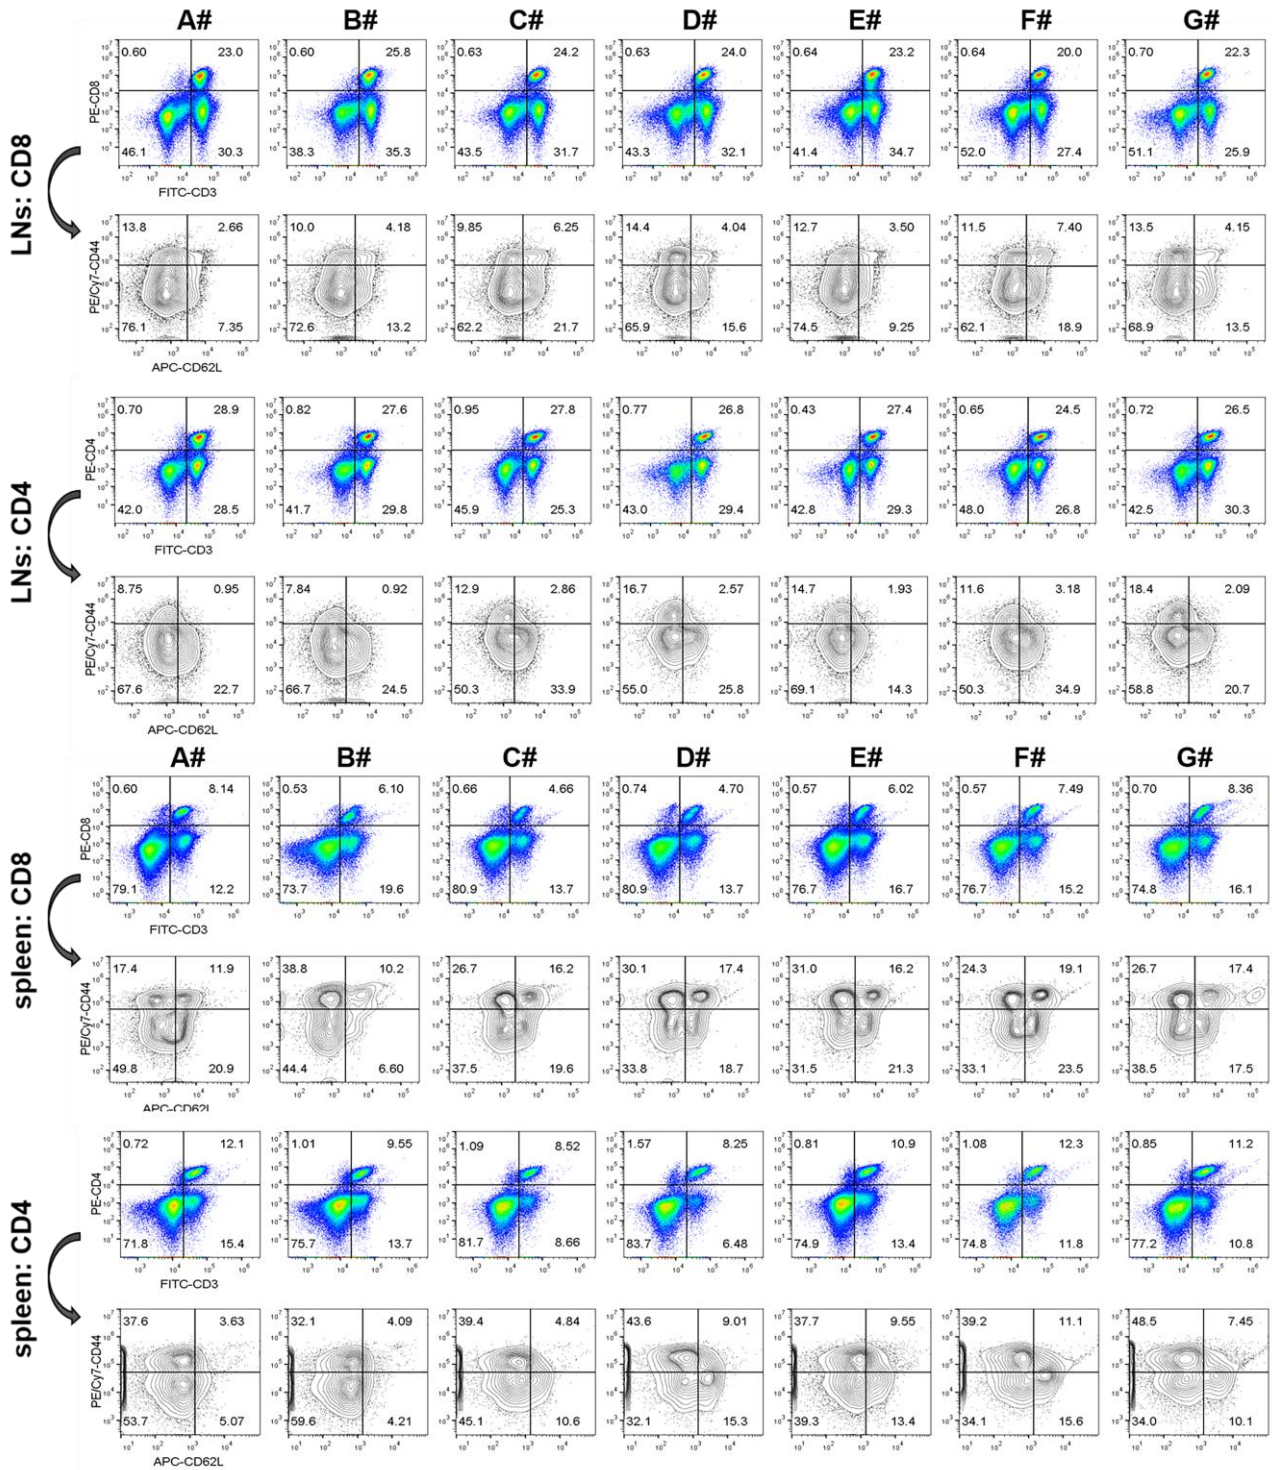 A# B# C# D# E# F# G#
LNs: CD8
0.60 23.0 0.60 25.8 0.63 24.2 0.63 24.0 0.64 23.2 0.64 20.0 0.70 22.3
PE-CD8
46.1 30.3 38.3 35.3 43.5 31.7 43.3 32.1 41.4 34.7 52.0 27.4 51.1 25.9
FITC-CD3
13.8 2.66 10.0 4.18 9.85 6.25 14.4 4.04 12.7 3.50 11.5 7.40 13.5 4.15
PE/Cy7-CD44
76.1 7.35 72.6 13.2 62.2 21.7 65.9 15.6 74.5 9.25 62.1 18.9 68.9 13.5
APC-CD62L
LNs: CD4
0.70 28.9 0.82 27.6 0.95 27.8 0.77 26.8 0.43 27.4 0.65 24.5 0.72 26.5
PE-CD4
42.0 28.5 41.7 29.8 45.9 25.3 43.0 29.4 42.8 29.3 48.0 26.8 42.5 30.3
FITC-CD3
8.75 0.95 7.84 0.92 12.9 2.86 16.7 2.57 14.7 1.93 11.6 3.18 18.4 2.09
PE/Cy7-CD44
67.6 22.7 66.7 24.5 50.3 33.9 55.0 25.8 69.1 14.3 50.3 34.9 58.8 20.7
APC-CD62L
A# B# C# D# E# F# G#
spleen: CD8
0.60 8.14 0.53 6.10 0.66 4.66 0.74 4.70 0.57 6.02 0.57 7.49 0.70 8.36
PE-CD8
79.1 12.2 73.7 19.6 80.9 13.7 80.9 13.7 76.7 16.7 76.7 15.2 74.8 16.1
FITC-CD3
17.4 11.9 38.8 10.2 26.7 16.2 30.1 17.4 31.0 16.2 24.3 19.1 26.7 17.4
PE/Cy7-CD44
49.8 20.9 44.4 6.60 37.5 19.6 33.8 18.7 31.5 21.3 33.1 23.5 38.5 17.5
APC-CD62L
spleen: CD4
0.72 12.1 1.01 9.55 1.09 8.52 1.57 8.25 0.81 10.9 1.08 12.3 0.85 11.2
PE-CD4
71.8 15.4 75.7 13.7 81.7 8.66 83.7 6.48 74.9 13.4 74.8 11.8 77.2 10.8
FITC-CD3
37.6 3.63 32.1 4.09 39.4 4.84 43.6 9.01 37.7 9.55 39.2 11.1 48.5 7.45
PE/Cy7-CD44
53.7 5.07 59.6 4.21 45.1 10.6 32.1 15.3 39.3 13.4 34.1 15.6 34.0 10.1
APC-CD62L